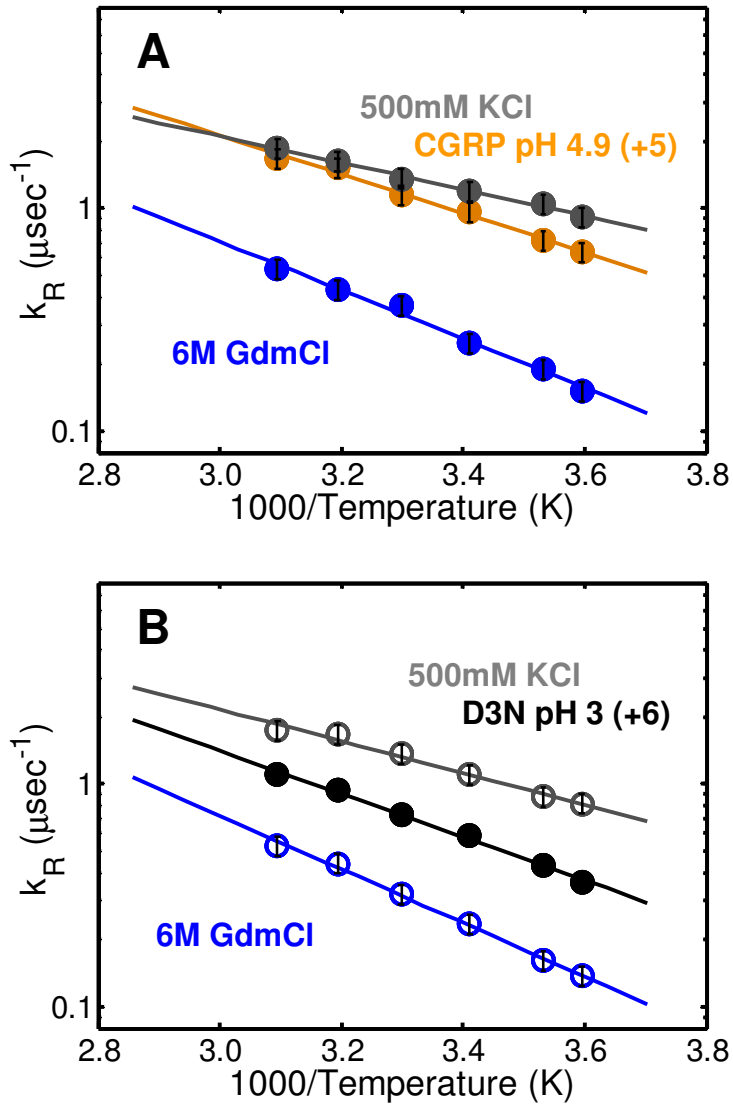 A
500mM KCl
CGRP pH 4.9 (+5)
6M GdmCl
k_R (μsec⁻¹)
1
0.1
2.8 3.0 3.2 3.4 3.6 3.8
1000/Temperature (K)
B
500mM KCl
D3N pH 3 (+6)
6M GdmCl
k_R (μsec⁻¹)
1
0.1
2.8 3.0 3.2 3.4 3.6 3.8
1000/Temperature (K)